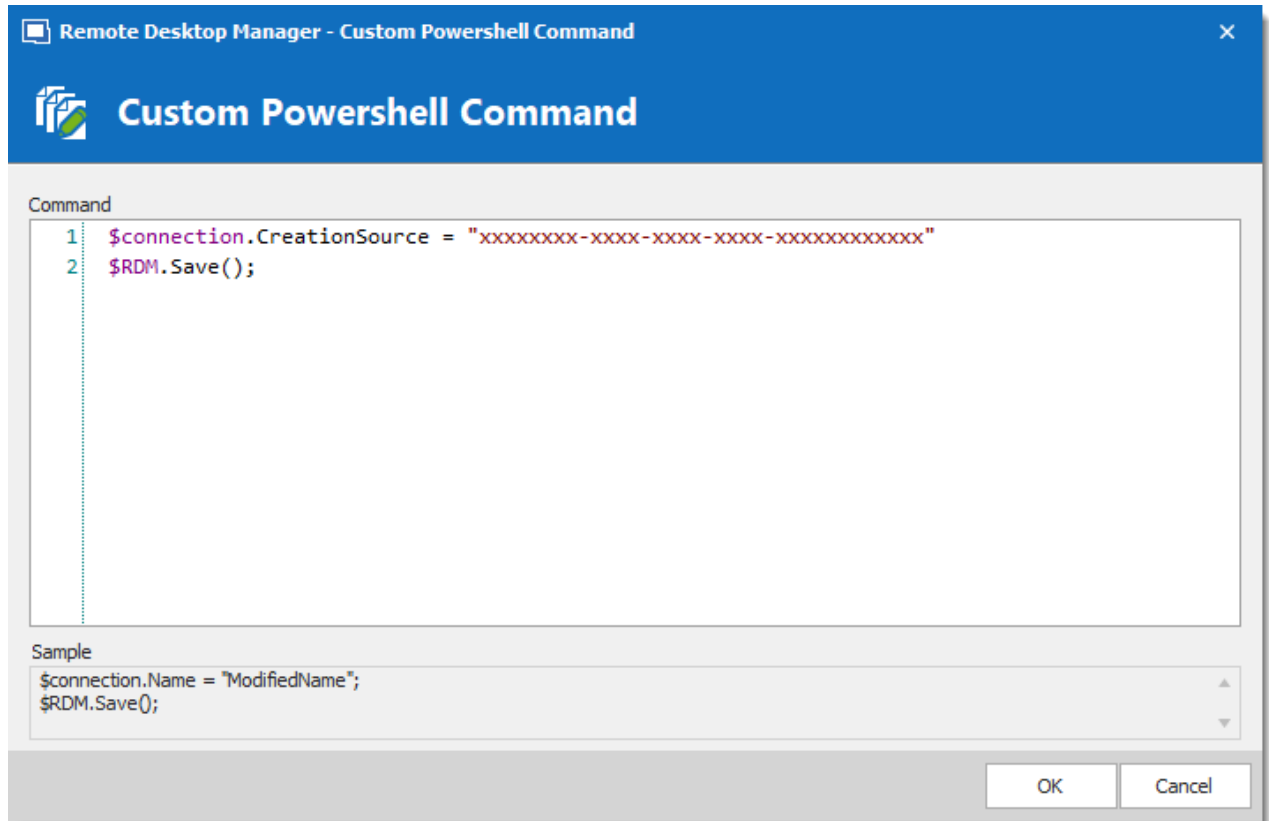 Remote Desktop Manager - Custom Powershell Command
Custom Powershell Command
Command
1 $connection.CreationSource = "xxxxxxxx-xxxx-xxxx-xxxx-xxxxxxxxxxxx"
2 $RDM.Save();
Sample
$connection.Name = "ModifiedName";
$RDM.Save();
OK Cancel